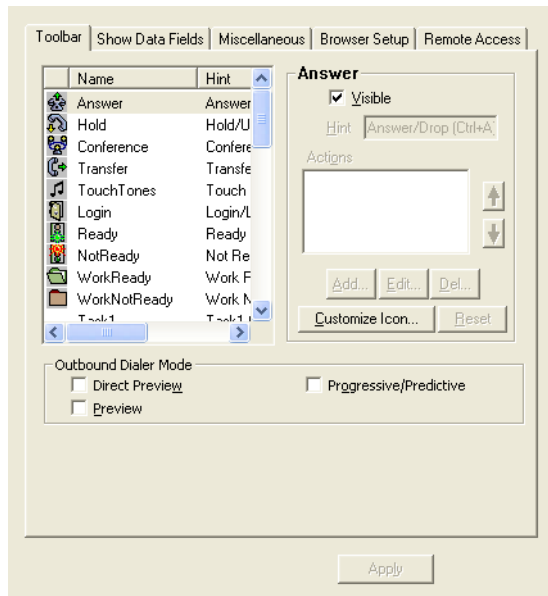 Toolbar Show Data Fields Miscellaneous Browser Setup Remote Access
Name Hint
Answer Answer
Hold Hold/U
Conference Confere
Transfer Transfe
TouchTones Touch
Login Login/L
Ready Ready
NotReady Not Re
WorkReady Work F
WorkNotReady Work N
Task1 Task1
Answer
Visible
Hint Answer/Drop (Ctrl+A)
Actions
Add... Edit... Del...
Customize Icon... Reset
Outbound Dialer Mode
Direct Preview Progressive/Predictive
Preview
Apply